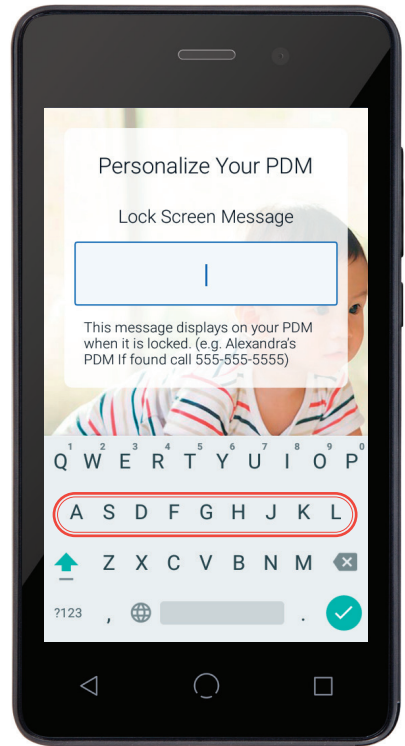 Personalize Your PDM
Lock Screen Message
This message displays on your PDM
when it is locked. (e.g. Alexandra's
PDM If found call 555-555-5555)
1 2 3 4 5 6 7 8 9 0
Q W E R T Y U I O P
A S D F G H J K L
Z X C V B N M
?123 , .